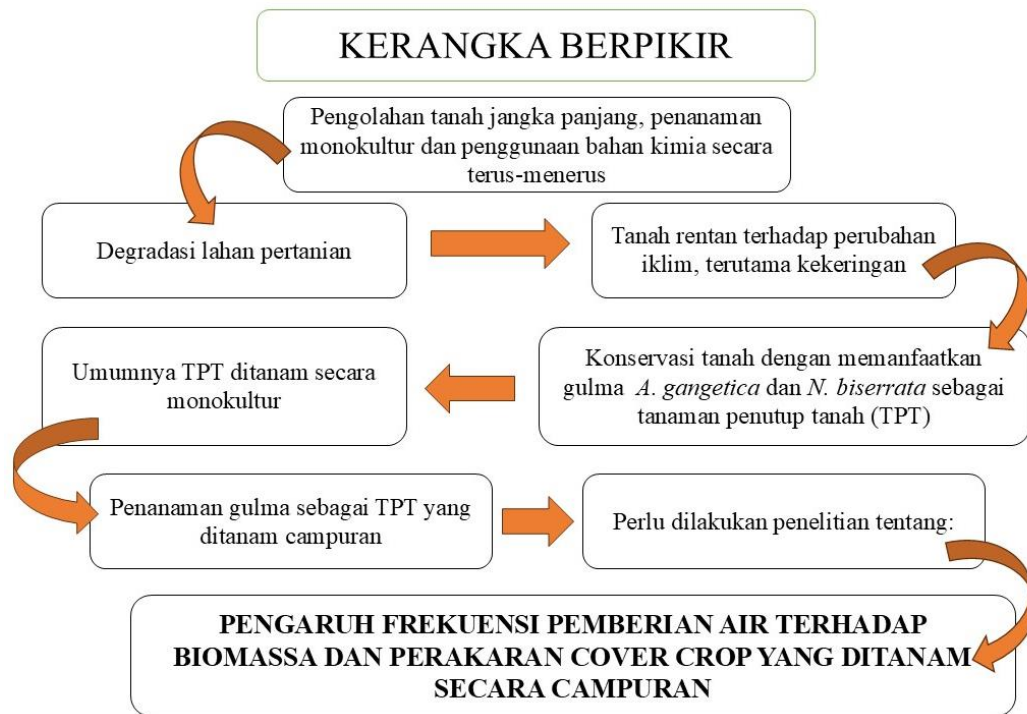 KERANGKA BERPIKIR
Pengolahan tanah jangka panjang, penanaman
monokultur dan penggunaan bahan kimia secara
terus-menerus
Degradasi lahan pertanian
Tanah rentan terhadap perubahan
iklim, terutama kekeringan
Konservasi tanah dengan memanfaatkan
gulma A. gangetica dan N. biserrata sebagai
tanaman penutup tanah (TPT)
Umumnya TPT ditanam secara
monokultur
Penanaman gulma sebagai TPT yang
ditanam campuran
Perlu dilakukan penelitian tentang:
PENGARUH FREKUENSI PEMBERIAN AIR TERHADAP
BIOMASSA DAN PERAKARAN COVER CROP YANG DITANAM
SECARA CAMPURAN